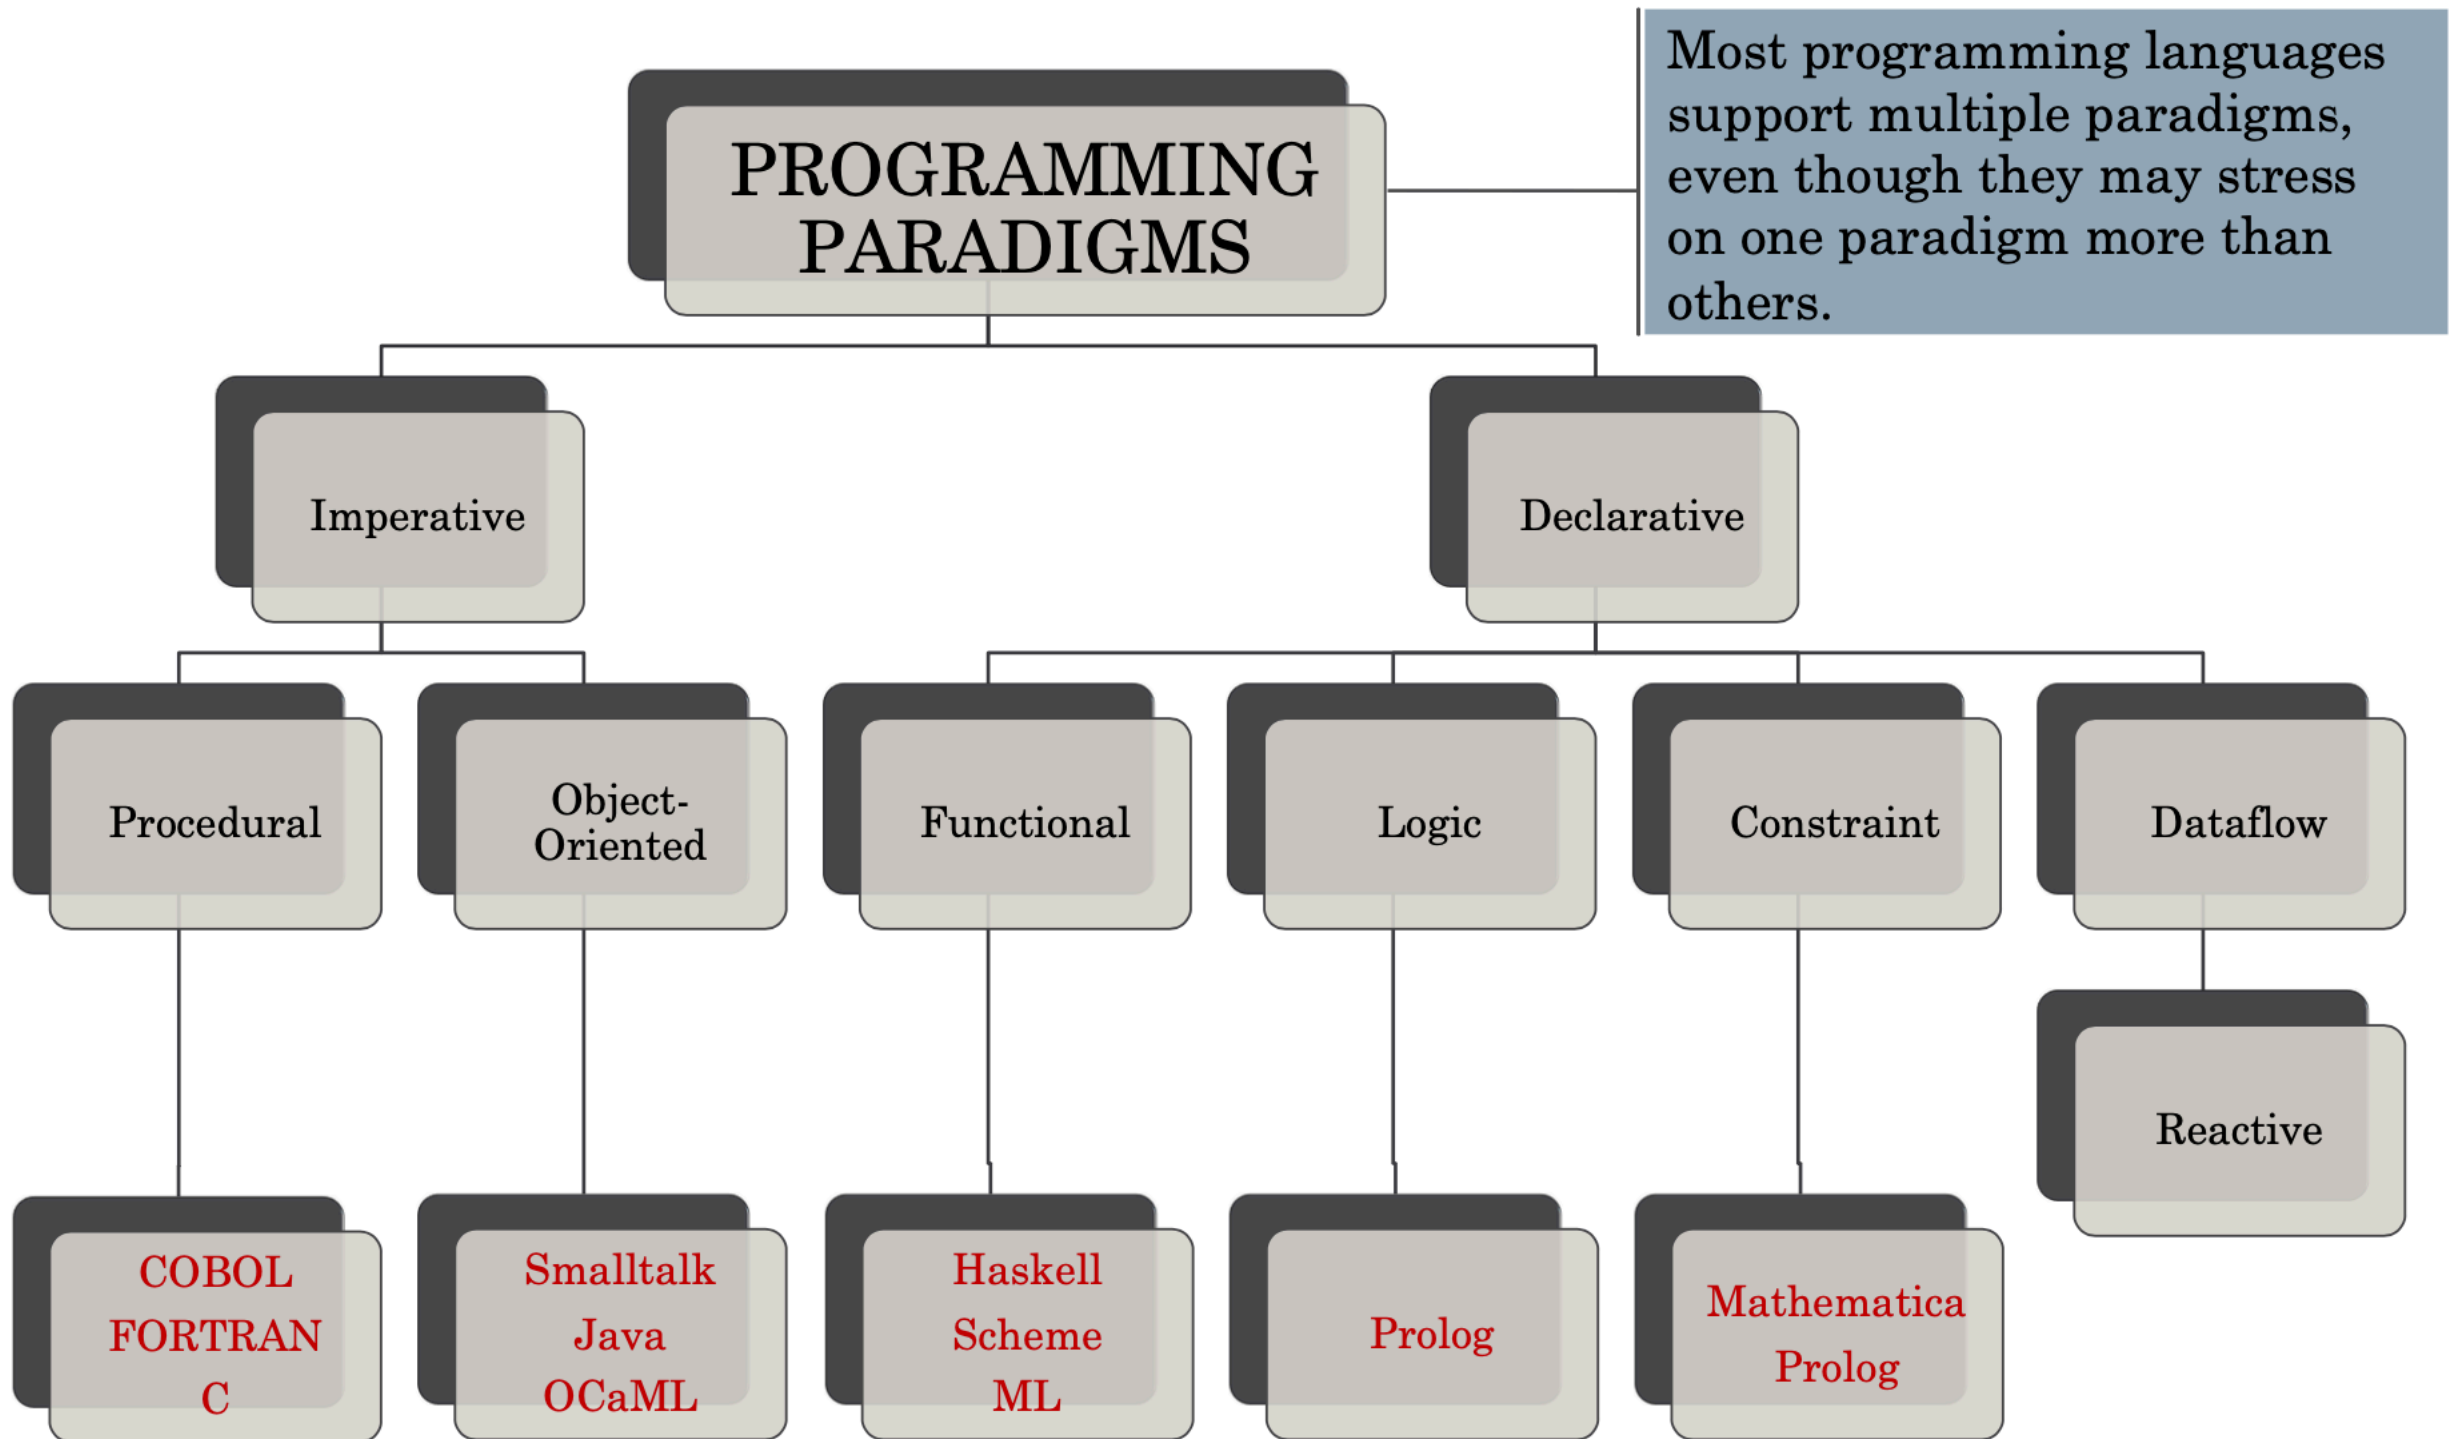 PROGRAMMING
PARADIGMS
Most programming languages
support multiple paradigms,
even though they may stress
on one paradigm more than
others.
Imperative
Declarative
Procedural
Object-
Oriented
Functional
Logic
Constraint
Dataflow
Reactive
COBOL
FORTRAN
C
Smalltalk
Java
OCaML
Haskell
Scheme
ML
Prolog
Mathematica
Prolog